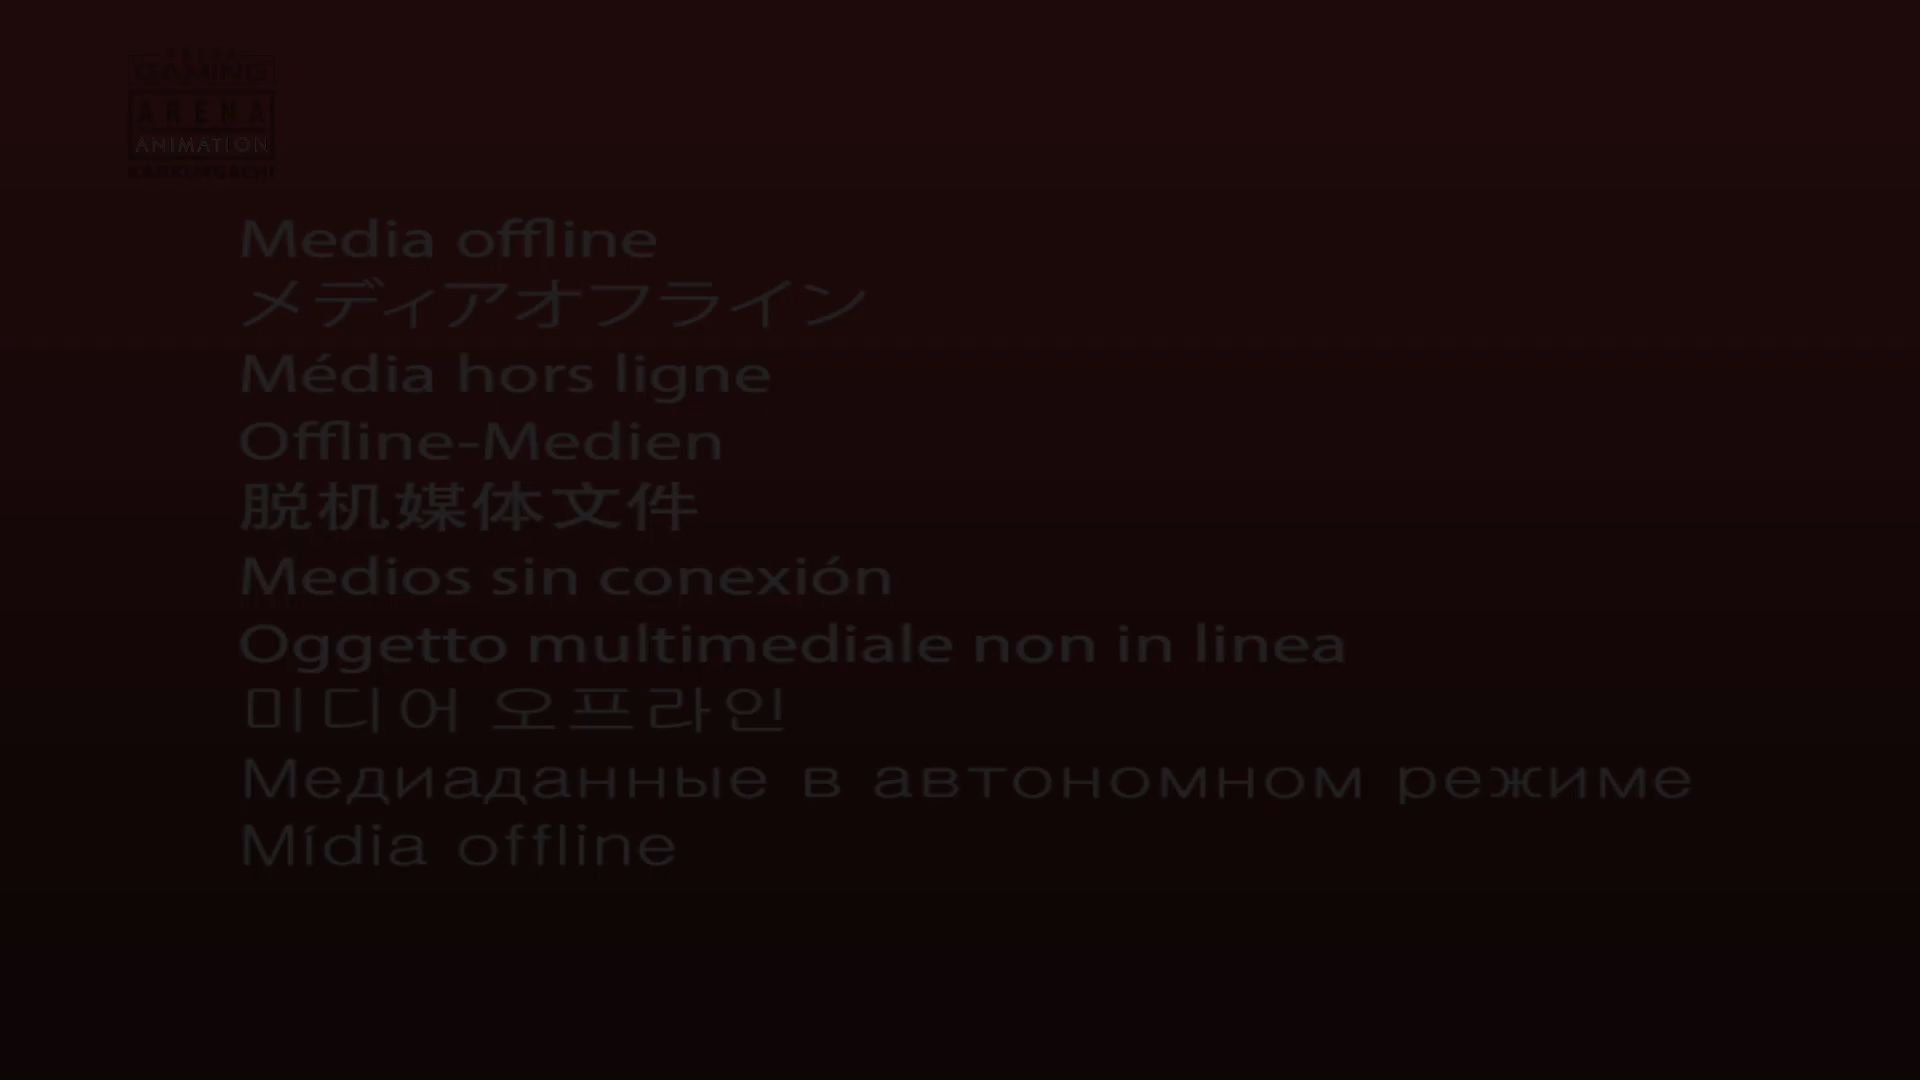 GAMING
ARENA
ANIMATION
Media offline
メディアオフライン
Média hors ligne
Offline-Medien
脱机媒体文件
Medios sin conexión
Oggetto multimediale non in linea
미디어 오프라인
Медиаданные в автономном режиме
Mídia offline